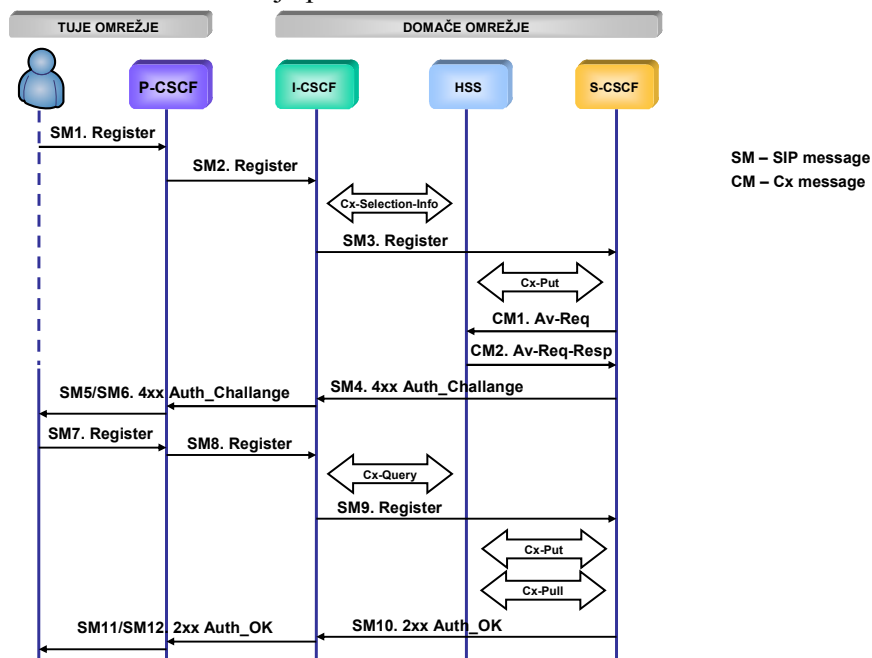 TUJE OMREŽJE
DOMAČE OMREŽJE
P-CSCF
I-CSCF
HSS
S-CSCF
SM1. Register
SM – SIP message
SM2. Register
CM – Cx message
Cx-Selection-Info
SM3. Register
Cx-Put
CM1. Av-Req
CM2. Av-Req-Resp
SM5/SM6. 4xx Auth_Challange
SM4. 4xx Auth_Challange
SM7. Register
SM8. Register
Cx-Query
SM9. Register
Cx-Put
Cx-Pull
SM11/SM12. 2xx Auth_OK
SM10. 2xx Auth_OK